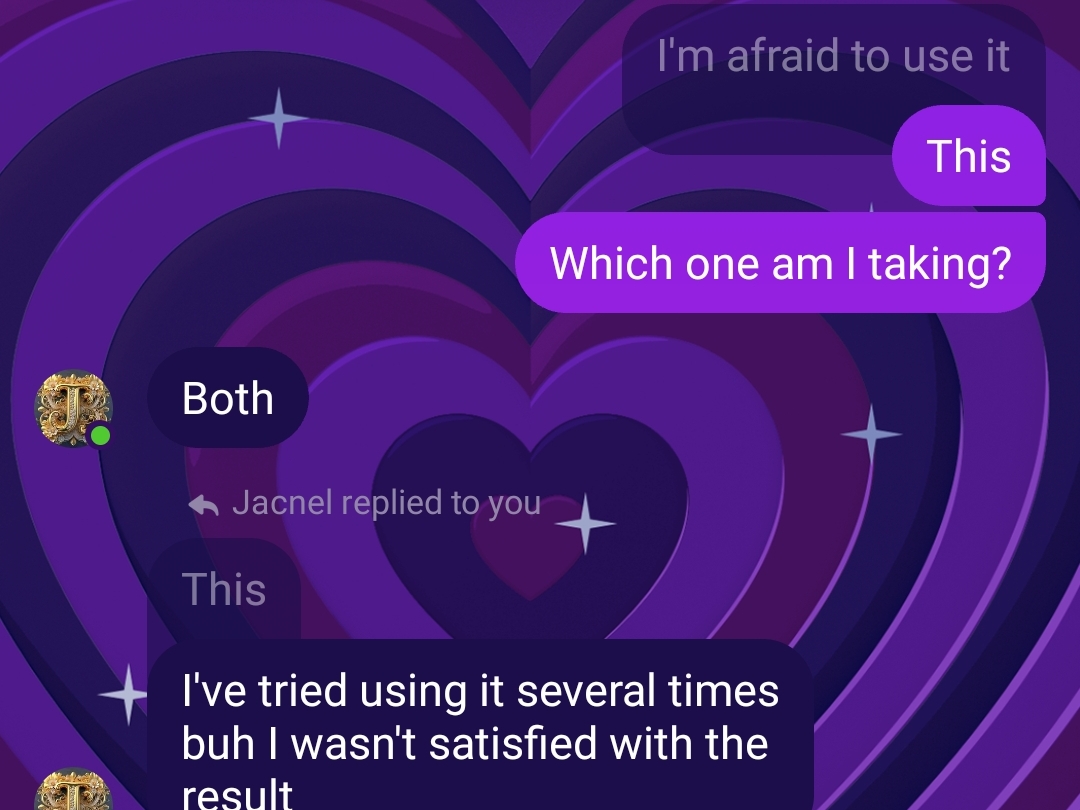 I'm afraid to use it
This
Which one am I taking?
J
Both
Jacnel replied to you
This
I've tried using it several times
buh I wasn't satisfied with the
result
J